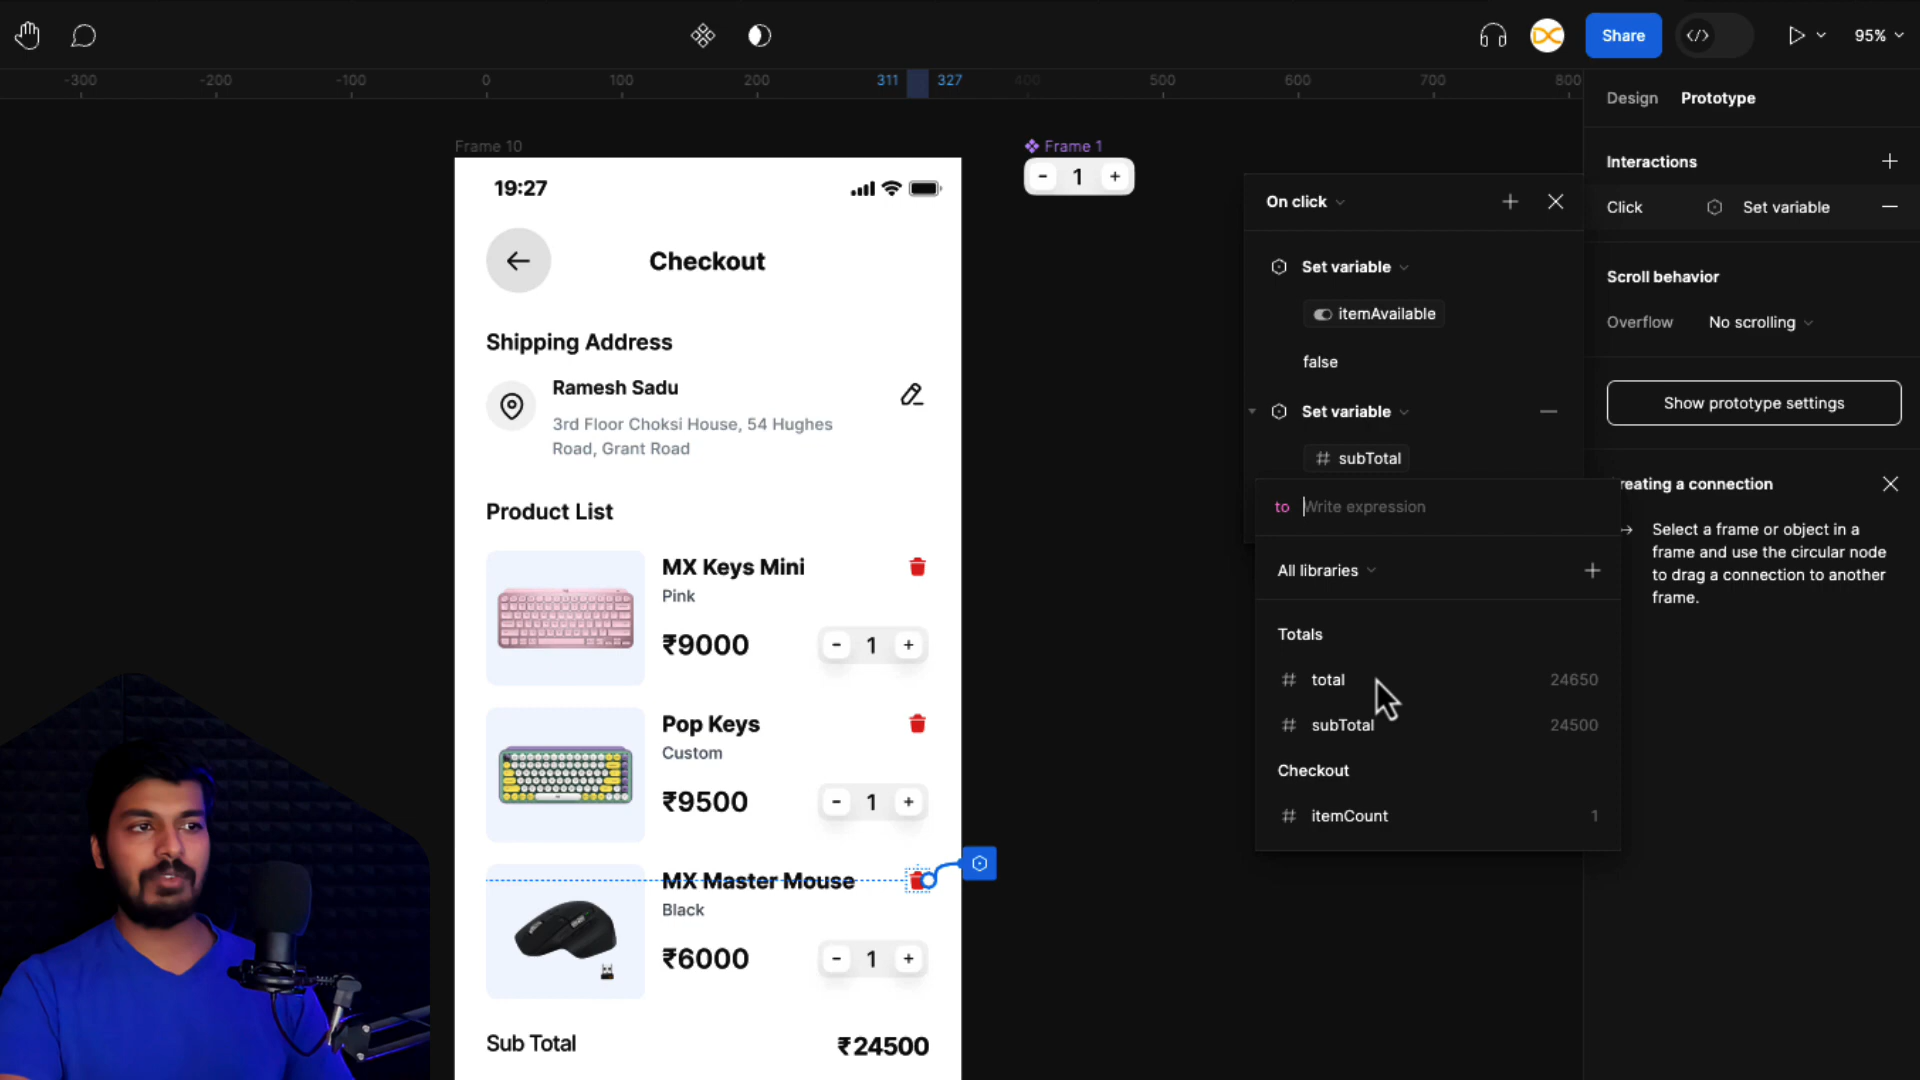 Share
95%
-300
-200
-100
0
100
200
311
327
400
500
600
700
800
Design
Prototype
Frame 10
Frame 1
- 1 +
19:27
Checkout
Shipping Address
Ramesh Sadu
3rd Floor Choksi House, 54 Hughes
Road, Grant Road
Product List
MX Keys Mini
Pink
₹9000
- 1 +
Pop Keys
Custom
₹9500
- 1 +
MX Master Mouse
Black
₹6000
- 1 +
Sub Total
₹24500
On click
Set variable
itemAvailable
false
Set variable
# subTotal
to Write expression
All libraries
Totals
# total 24650
# subTotal 24500
Checkout
# itemCount 1
Interactions
Click Set variable
Scroll behavior
Overflow No scrolling
Show prototype settings
reating a connection
Select a frame or object in a
frame and use the circular node
to drag a connection to another
frame.